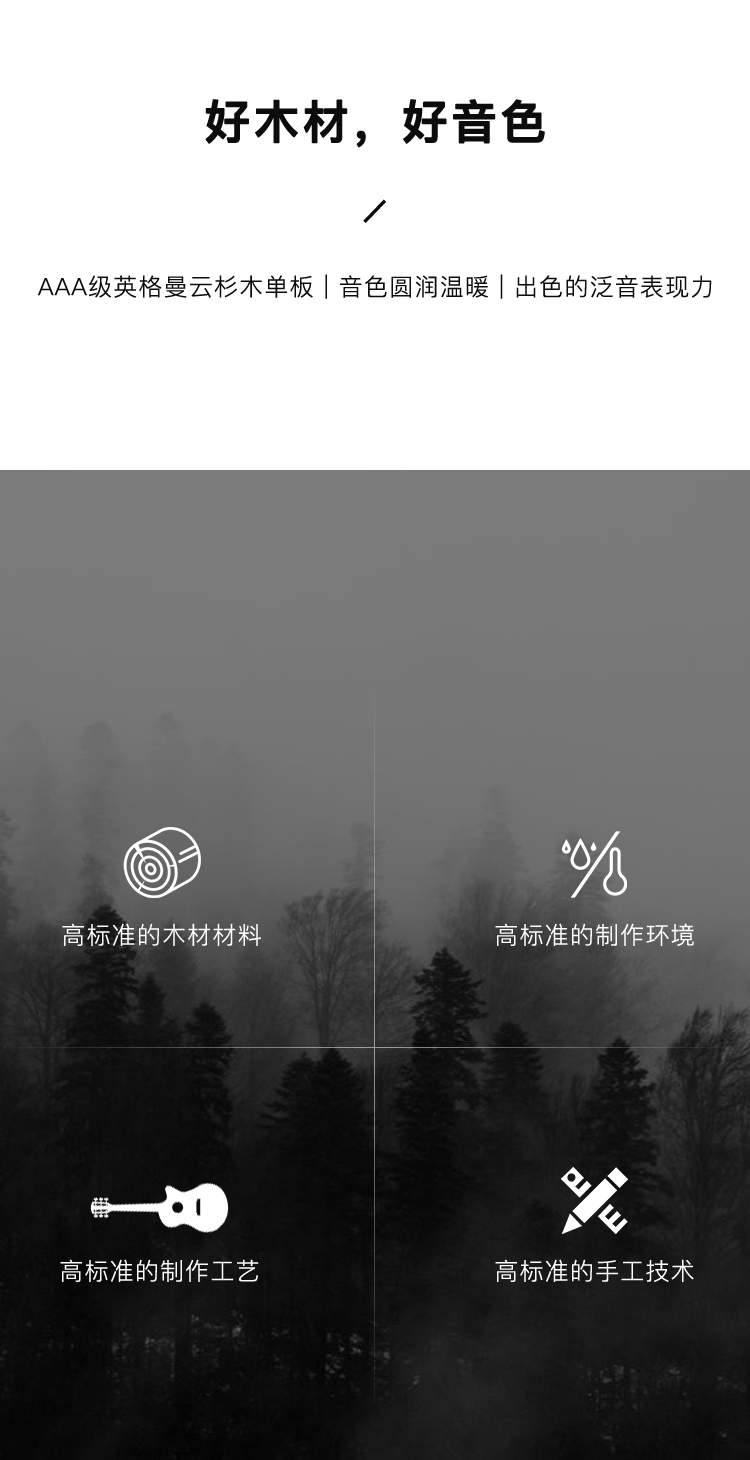 好木材，好音色
AAA级英格曼云杉木单板｜音色圆润温暖｜出色的泛音表现力
高标准的木材材料
高标准的制作环境
高标准的制作工艺
高标准的手工技术